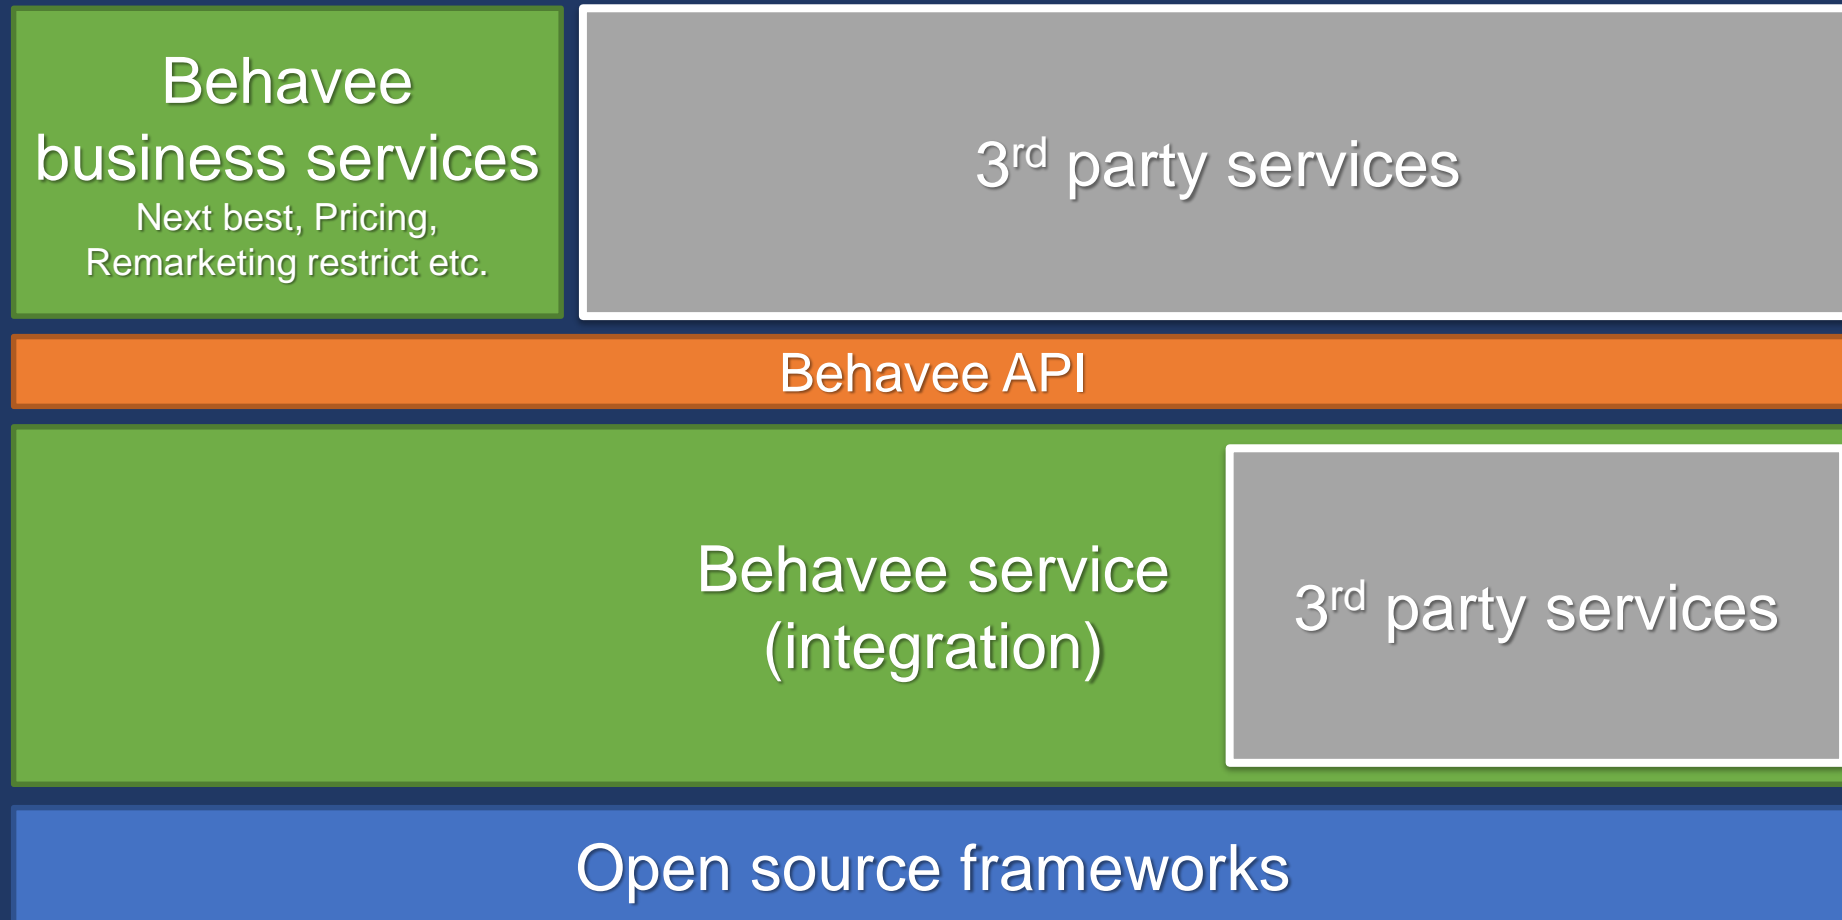 Behavee
business services
Next best, Pricing,
Remarketing restrict etc.
3rd party services
Behavee API
Behavee service
(integration)
3rd party services
Open source frameworks